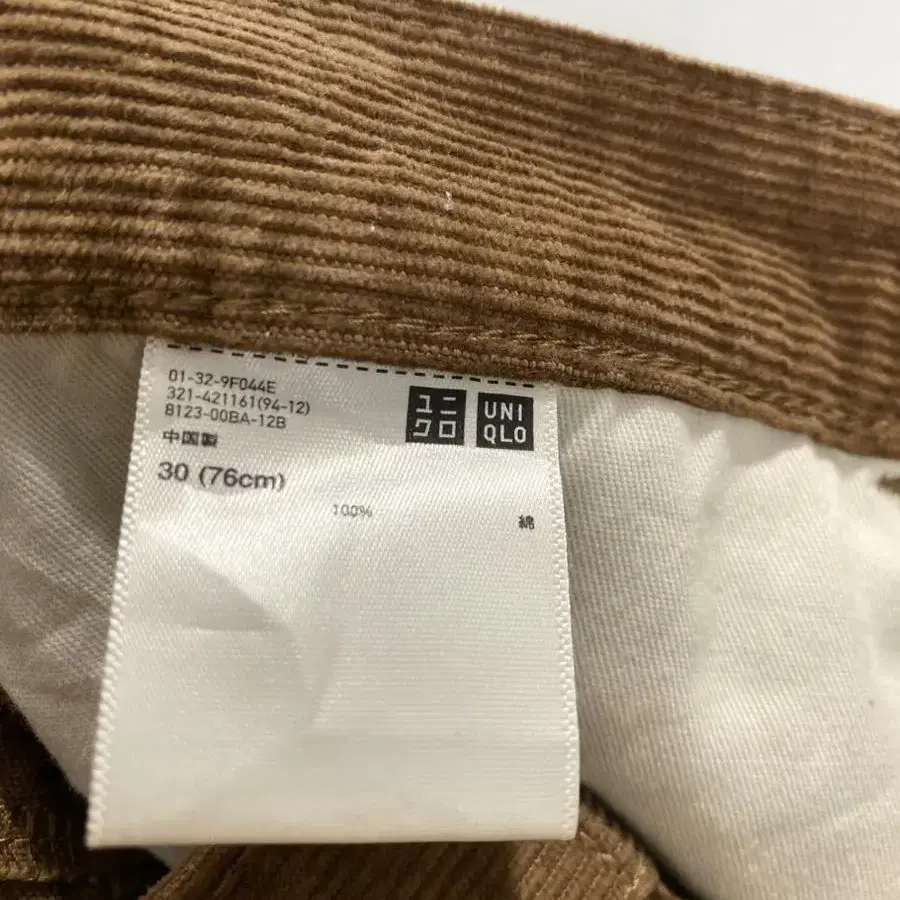 01-32-9F044E
321-421161(94-12)
8123-00BA-12B
中国製
30 (76cm)
100% 綿
ユニ
クロ
UNI
QLO